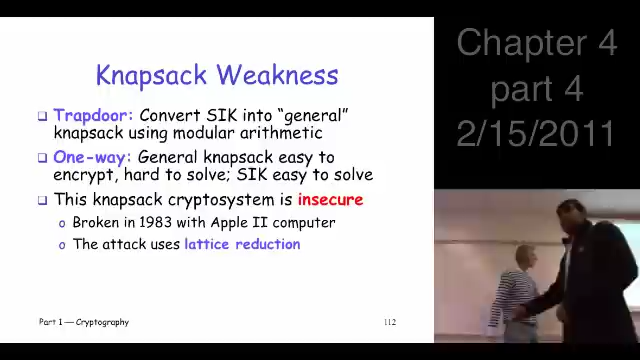 Knapsack Weakness
Trapdoor: Convert SIK into “general”
knapsack using modular arithmetic
One-way: General knapsack easy to
encrypt, hard to solve; SIK easy to solve
This knapsack cryptosystem is insecure
Broken in 1983 with Apple II computer
The attack uses lattice reduction
Part 1 — Cryptography
112
Chapter 4
part 4
2/15/2011